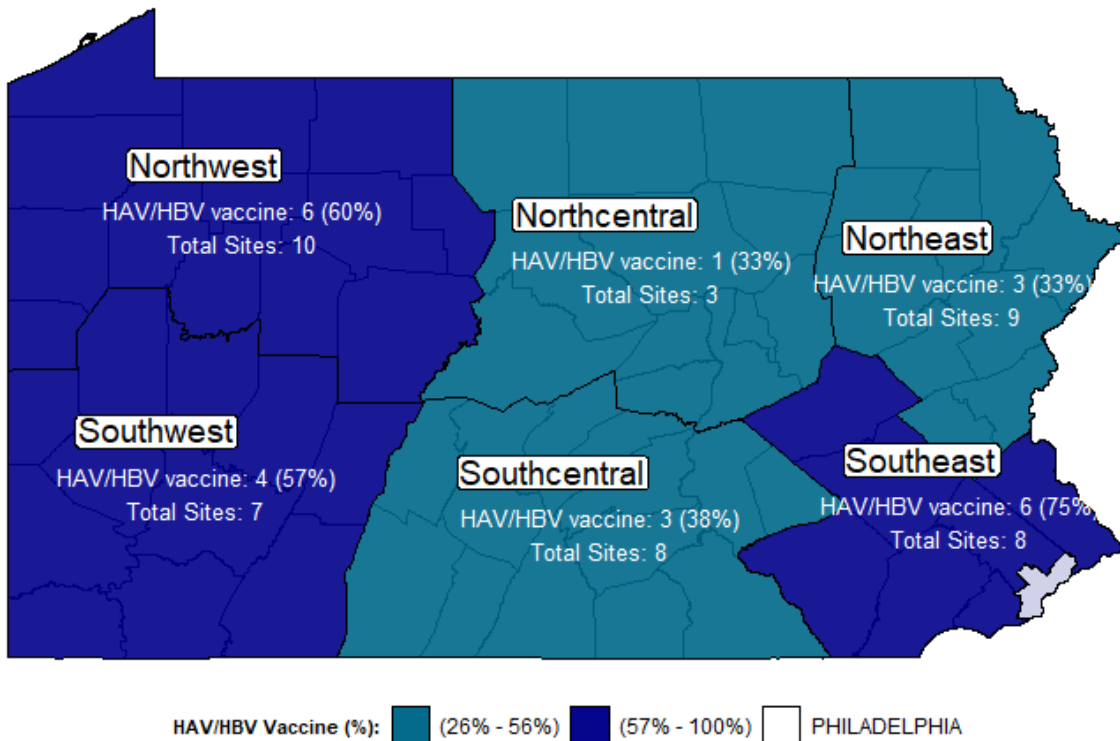 Northwest
HAV/HBV vaccine: 6 (60%)
Total Sites: 10
Northcentral
HAV/HBV vaccine: 1 (33%)
Total Sites: 3
Northeast
HAV/HBV vaccine: 3 (33%)
Total Sites: 9
Southwest
HAV/HBV vaccine: 4 (57%)
Total Sites: 7
Southcentral
HAV/HBV vaccine: 3 (38%)
Total Sites: 8
Southeast
HAV/HBV vaccine: 6 (75%)
Total Sites: 8
HAV/HBV Vaccine (%): (26% - 56%) (57% - 100%) PHILADELPHIA